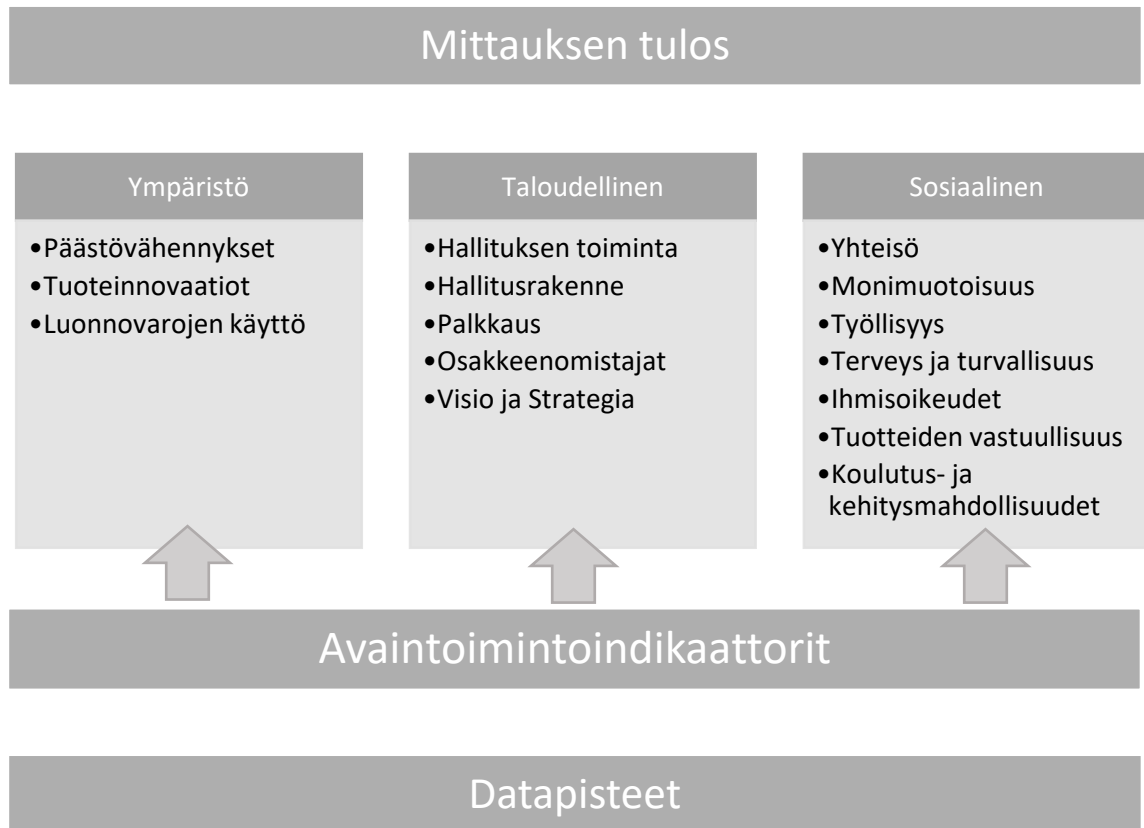 Mittauksen tulos
Ympäristö
•Päästövähennykset
•Tuoteinnovaatiot
•Luonnovarojen käyttö
Taloudellinen
•Hallituksen toiminta
•Hallitusrakenne
•Palkkaus
•Osakkeenomistajat
•Visio ja Strategia
Sosiaalinen
•Yhteisö
•Monimuotoisuus
•Työllisyys
•Terveys ja turvallisuus
•Ihmisoikeudet
•Tuotteiden vastuullisuus
•Koulutus- ja
kehitysmahdollisuudet
Avaintoimintoindikaattorit
Datapisteet